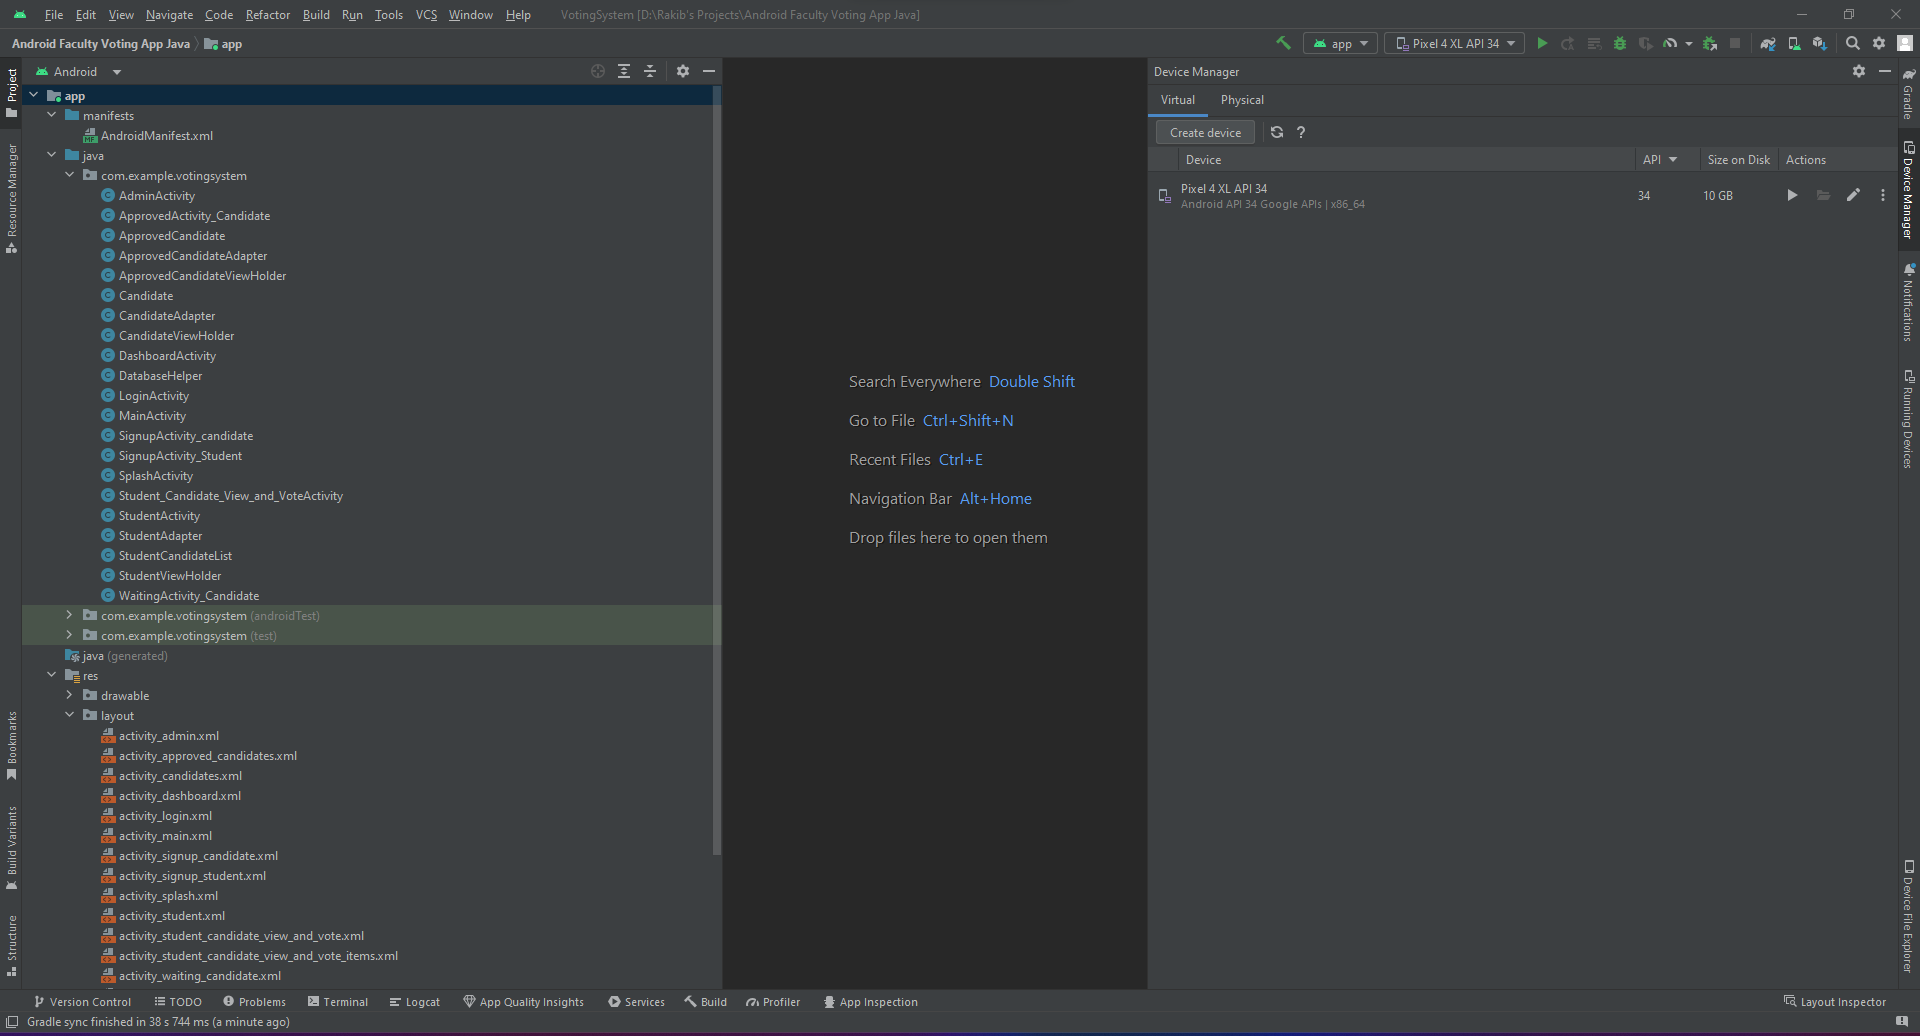 File Edit View Navigate Code Refactor Build Run Tools VCS Window Help VotingSystem [D:\Rakib's Projects\Android Faculty Voting App Java]
Android Faculty Voting App Java app
app Pixel 4 XL API 34
Project
Resource Manager
Bookmarks
Build Variants
Structure
Android
app
manifests
AndroidManifest.xml
java
com.example.votingsystem
AdminActivity
ApprovedActivity_Candidate
ApprovedCandidate
ApprovedCandidateAdapter
ApprovedCandidateViewHolder
Candidate
CandidateAdapter
CandidateViewHolder
DashboardActivity
DatabaseHelper
LoginActivity
MainActivity
SignupActivity_candidate
SignupActivity_Student
SplashActivity
Student_Candidate_View_and_VoteActivity
StudentActivity
StudentAdapter
StudentCandidateList
StudentViewHolder
WaitingActivity_Candidate
com.example.votingsystem (androidTest)
com.example.votingsystem (test)
java (generated)
res
drawable
layout
activity_admin.xml
activity_approved_candidates.xml
activity_candidates.xml
activity_dashboard.xml
activity_login.xml
activity_main.xml
activity_signup_candidate.xml
activity_signup_student.xml
activity_splash.xml
activity_student.xml
activity_student_candidate_view_and_vote.xml
activity_student_candidate_view_and_vote_items.xml
activity_waiting_candidate.xml
Search Everywhere Double Shift
Go to File Ctrl+Shift+N
Recent Files Ctrl+E
Navigation Bar Alt+Home
Drop files here to open them
Device Manager
Virtual Physical
Create device ?
Device API Size on Disk Actions
Pixel 4 XL API 34
Android API 34 Google APIs | x86_64
34 10 GB
Gradle
Device Manager
Notifications
Running Devices
Device File Explorer
Version Control TODO Problems Terminal Logcat App Quality Insights Services Build Profiler App Inspection Layout Inspector
Gradle sync finished in 38 s 744 ms (a minute ago)